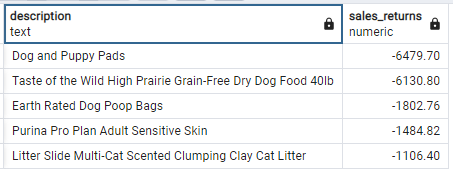 description sales_returns
text numeric
Dog and Puppy Pads -6479.70
Taste of the Wild High Prairie Grain-Free Dry Dog Food 40lb -6130.80
Earth Rated Dog Poop Bags -1802.76
Purina Pro Plan Adult Sensitive Skin -1484.82
Litter Slide Multi-Cat Scented Clumping Clay Cat Litter -1106.40